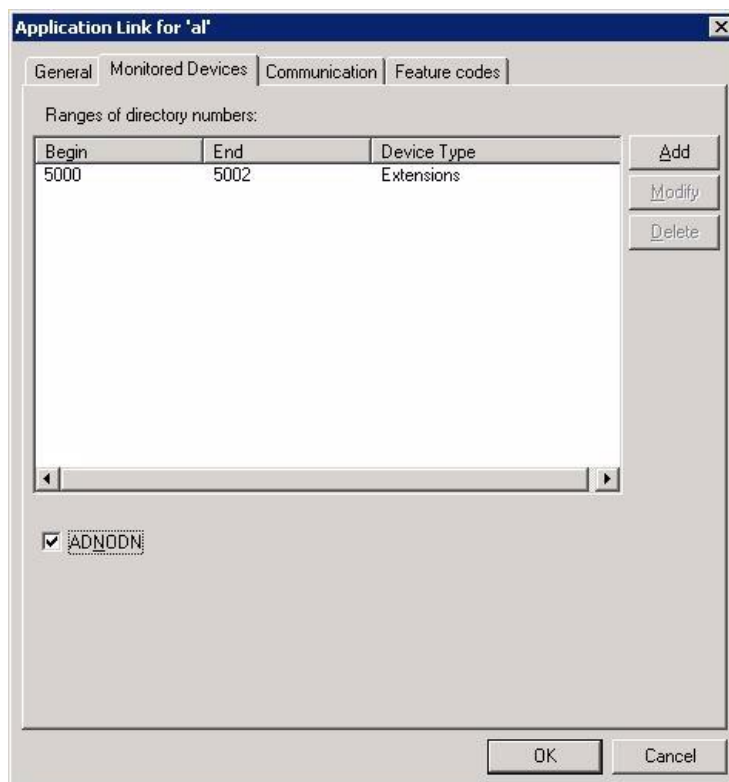 Application Link for 'al'
General Monitored Devices Communication Feature codes
Ranges of directory numbers:
Begin End Device Type Add
5000 5002 Extensions
Modify
Delete
ADNODN
OK Cancel